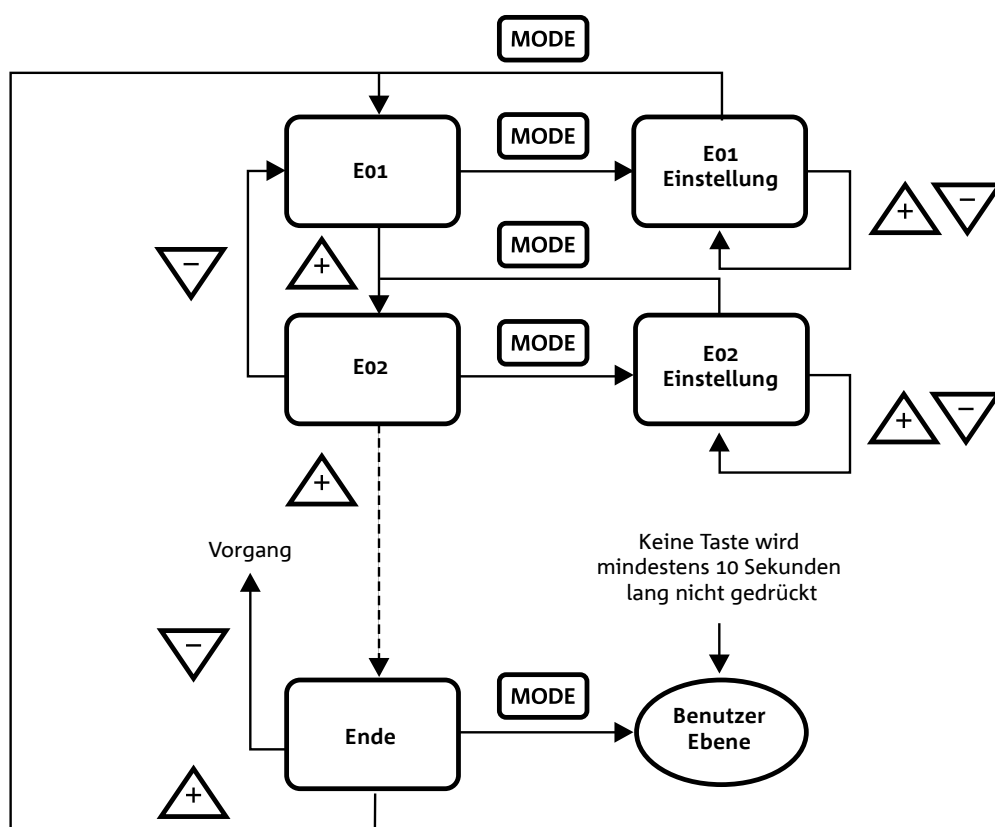 MODE
MODE
E01
E01
Einstellung
+
−
MODE
−
+
MODE
E02
E02
Einstellung
+
−
+
Vorgang
Keine Taste wird
mindestens 10 Sekunden
lang nicht gedrückt
−
MODE
Ende
Benutzer
Ebene
+